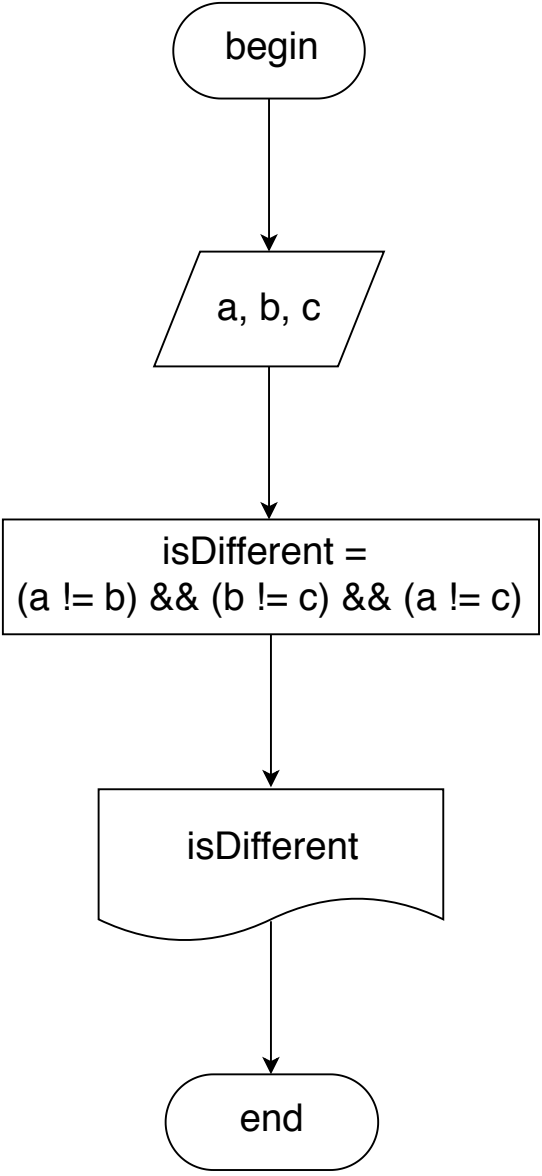 begin
a, b, c
isDifferent =
(a != b) && (b != c) && (a != c)
isDifferent
end